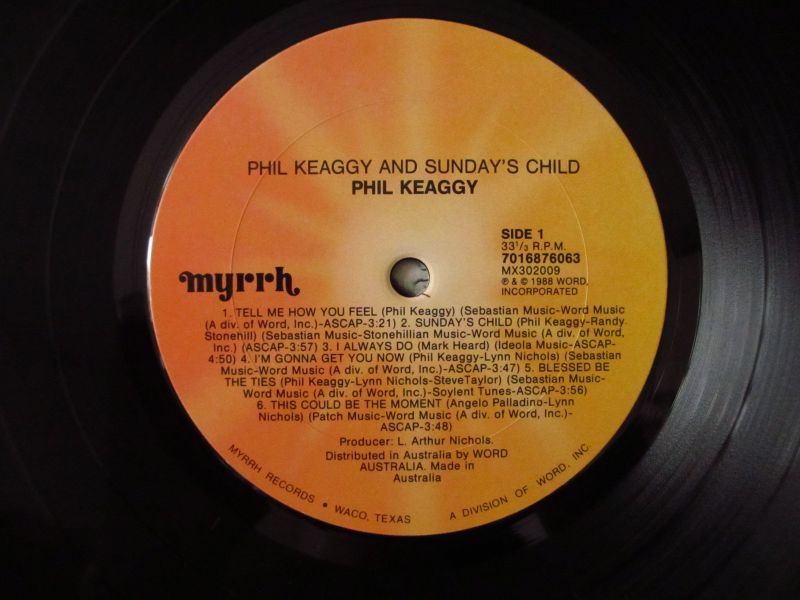 PHIL KEAGGY AND SUNDAY'S CHILD
PHIL KEAGGY
SIDE 1
33 1/3 R.P.M.
7016876063
MX302009
℗ & © 1988 WORD,
INCORPORATED
myrrh
1. TELL ME HOW YOU FEEL (Phil Keaggy) (Sebastian Music-Word Music
(A div. of Word, Inc.)-ASCAP-3:21) 2. SUNDAY'S CHILD (Phil Keaggy-Randy
Stonehill) (Sebastian Music-Stonehillian Music-Word Music (A div. of Word,
Inc.) (ASCAP-3:57) 3. I ALWAYS DO (Mark Heard) (Ideola Music-ASCAP-
4:50) 4. I'M GONNA GET YOU NOW (Phil Keaggy-Lynn Nichols) (Sebastian
Music-Word Music (A div. of Word, Inc.)-ASCAP-3:47) 5. BLESSED BE
THE TIES (Phil Keaggy-Lynn Nichols-SteveTaylor) (Sebastian Music-
Word Music (A div. of Word, Inc.)-Soylent Tunes-ASCAP-3:56)
6. THIS COULD BE THE MOMENT (Angelo Palladino-Lynn
Nichols) (Patch Music-Word Music (A div. of Word, Inc.)-
ASCAP-3:48)
Producer: L. Arthur Nichols.
Distributed in Australia by WORD
AUSTRALIA. Made in
Australia
MYRRH RECORDS • WACO, TEXAS A DIVISION OF WORD, INC.